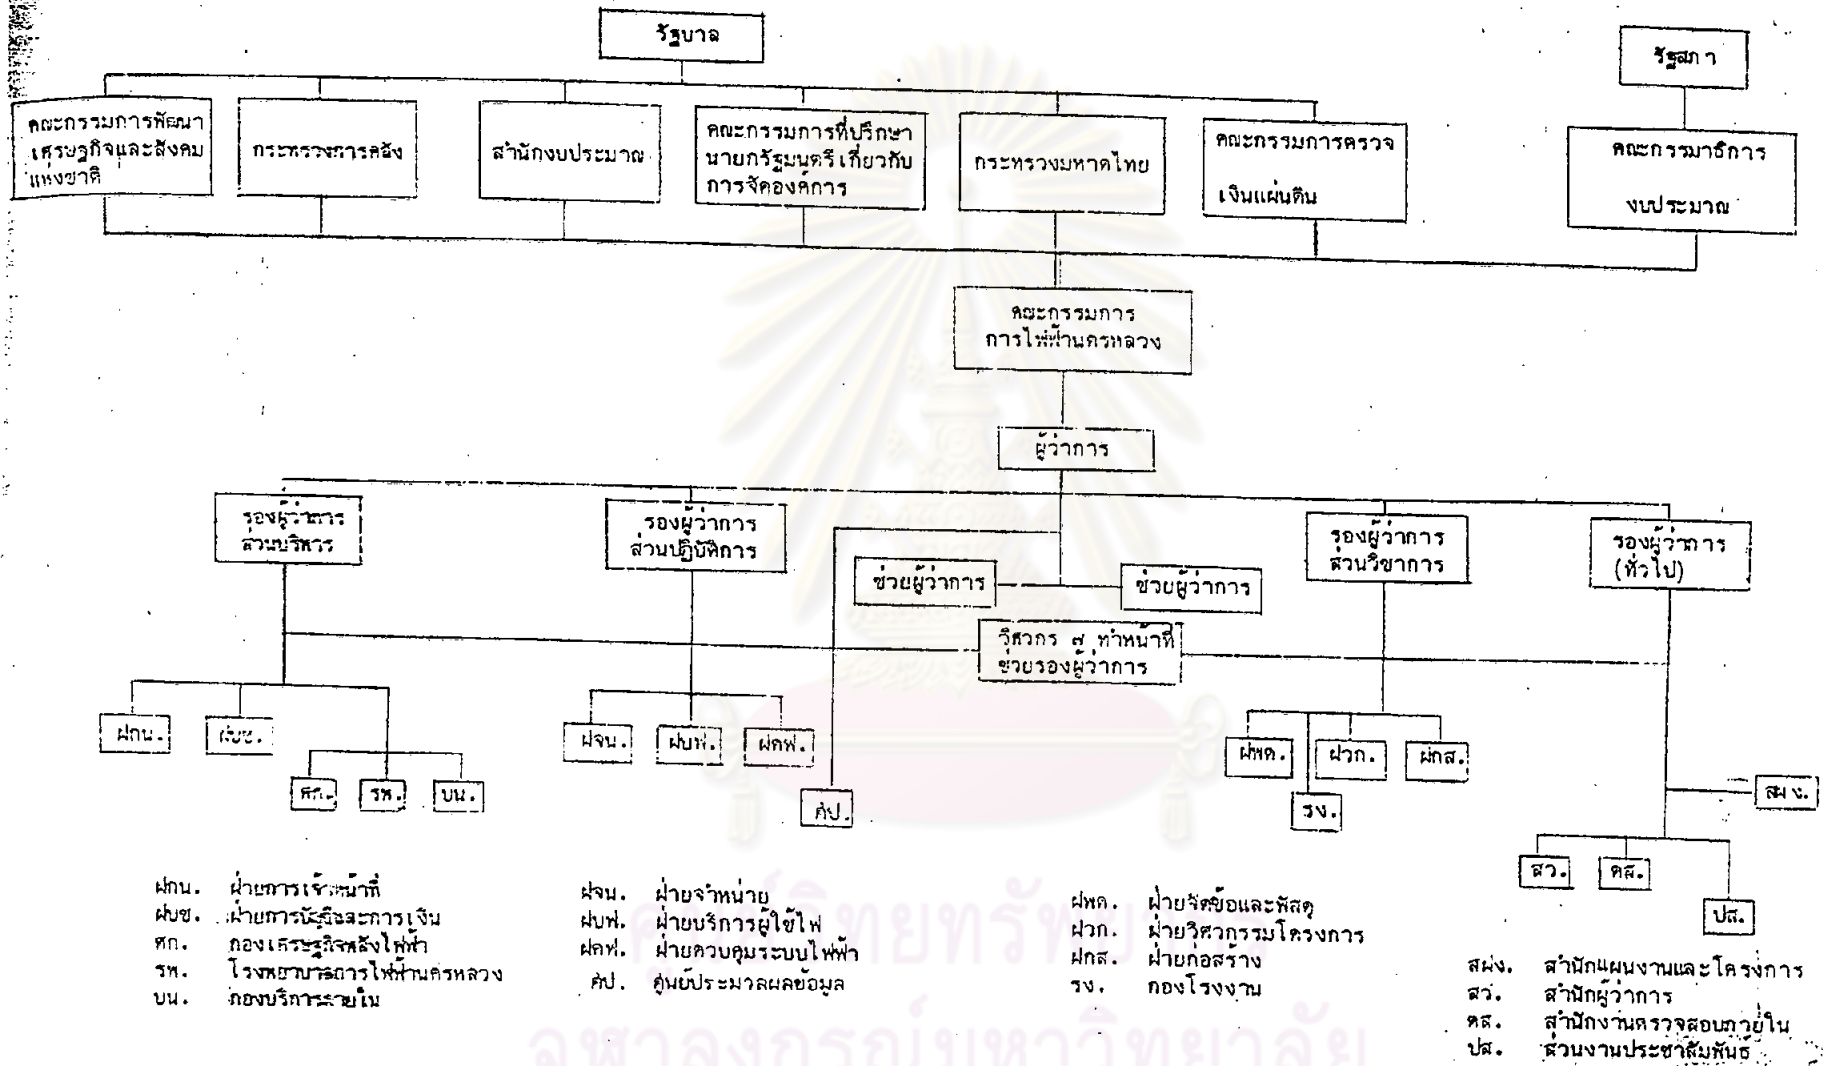 รัฐบาล
รัฐสภา
คณะกรรมการพัฒนา
เศรษฐกิจและสังคม
แห่งชาติ
กระทรวงการคลัง
สำนักงบประมาณ
คณะกรรมการที่ปรึกษา
นายกรัฐมนตรีเกี่ยวกับ
การจัดองค์การ
กระทรวงมหาดไทย
คณะกรรมการตรวจ
เงินแผ่นดิน
คณะกรรมาธิการ
งบประมาณ
คณะกรรมการ
การไฟฟ้านครหลวง
ผู้ว่าการ
รองผู้ว่าการ
ส่วนบริหาร
รองผู้ว่าการ
ส่วนปฏิบัติการ
รองผู้ว่าการ
ส่วนวิชาการ
รองผู้ว่าการ
(ทั่วไป)
ช่วยผู้ว่าการ
ช่วยผู้ว่าการ
วิศวกร ๗ ทำหน้าที่
ช่วยรองผู้ว่าการ
ฝกน.
ฝบช.
ศก.
รพ.
บน.
ฝจน.
ฝบฟ.
ฝคฟ.
ศป.
ฝพด.
ฝวก.
ฝกส.
รง.
สผง.
สว.
ตส.
ปส.
ฝกน. ฝ่ายการเจ้าหน้าที่
ฝบช. ฝ่ายการบัญชีและการเงิน
ศก. กองเศรษฐกิจพลังไฟฟ้า
รพ. โรงพยาบาลการไฟฟ้านครหลวง
บน. กองบริการภายใน
ฝจน. ฝ่ายจำหน่าย
ฝบฟ. ฝ่ายบริการผู้ใช้ไฟ
ฝคฟ. ฝ่ายควบคุมระบบไฟฟ้า
ศป. ศูนย์ประมวลผลข้อมูล
ฝพด. ฝ่ายจัดซื้อและพัสดุ
ฝวก. ฝ่ายวิศวกรรมโครงการ
ฝกส. ฝ่ายก่อสร้าง
รง. กองโรงงาน
สผง. สำนักแผนงานและโครงการ
สว. สำนักผู้ว่าการ
ตส. สำนักงานตรวจสอบภายใน
ปส. ส่วนงานประชาสัมพันธ์
ศูนย์วิทยทรัพยากร
จุฬาลงกรณ์มหาวิทยาลัย